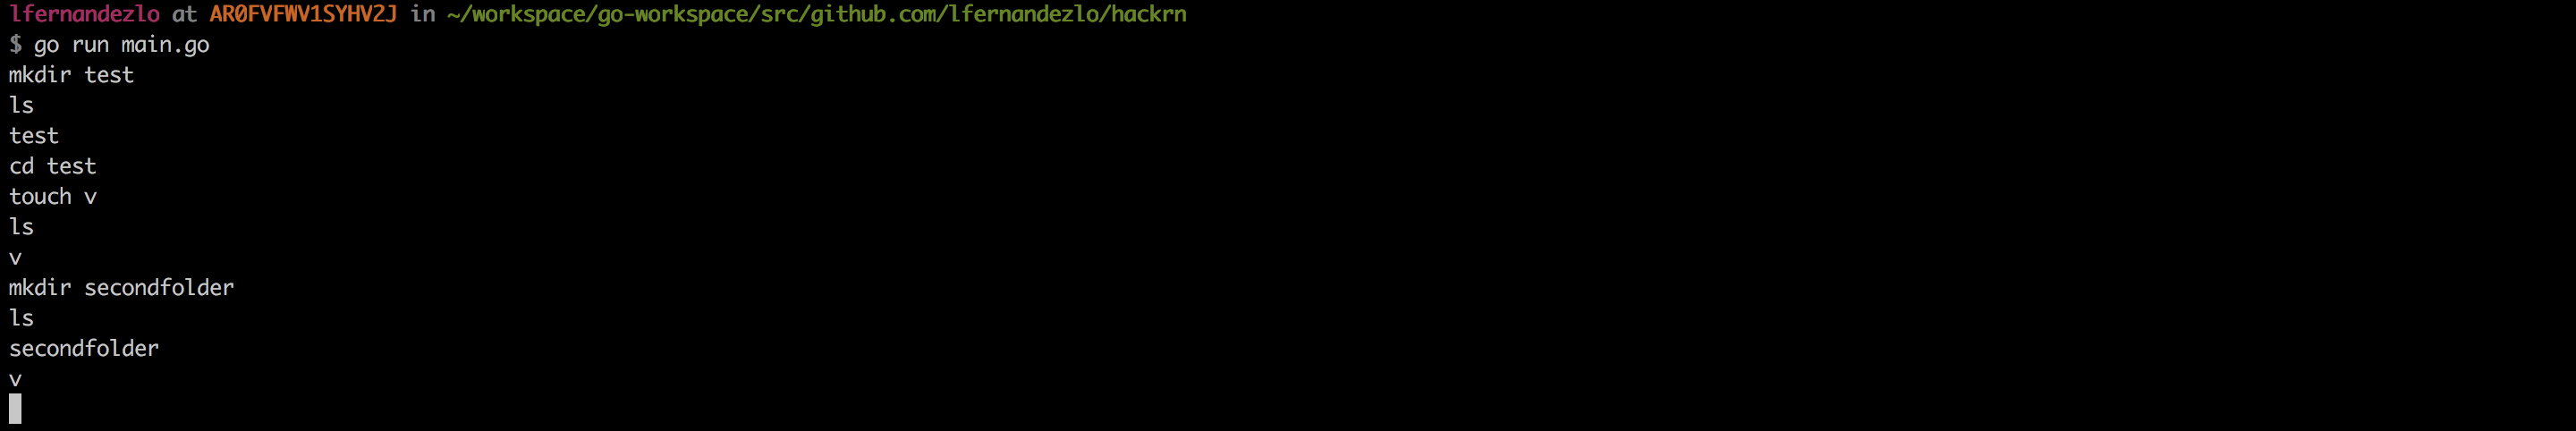 lfernandezlo at AR0FVFWV1SYHV2J in ~/workspace/go-workspace/src/github.com/lfernandezlo/hackrn
$ go run main.go
mkdir test
ls
test
cd test
touch v
ls
v
mkdir secondfolder
ls
secondfolder
v